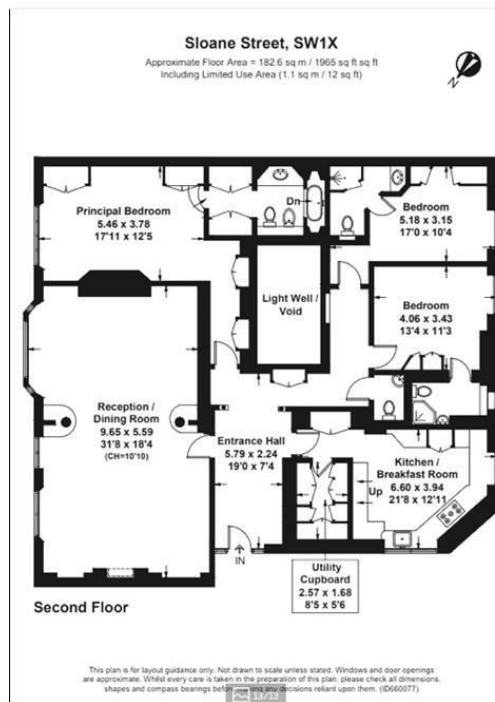 Sloane Street, SW1X
Approximate Floor Area = 182.6 sq m / 1965 sq ft sq ft
Including Limited Use Area (1.1 sq m / 12 sq ft)
Principal Bedroom
5.46 x 3.78
17'11 x 12'5
Dn
Bedroom
5.18 x 3.15
17'0 x 10'4
Light Well /
Void
Bedroom
4.06 x 3.43
13'4 x 11'3
Reception /
Dining Room
9.65 x 5.59
31'8 x 18'4
(CH=10'10)
Entrance Hall
5.79 x 2.24
19'0 x 7'4
Kitchen /
Breakfast Room
6.60 x 3.94
21'8 x 12'11
Up
IN
Utility
Cupboard
2.57 x 1.68
8'5 x 5'6
Second Floor
This plan is for layout guidance only. Not drawn to scale unless stated. Windows and door openings
are approximate. Whilst every care is taken in the preparation of this plan, please check all dimensions,
shapes and compass bearings before making any decisions reliant upon them. (ID660077)
13/13